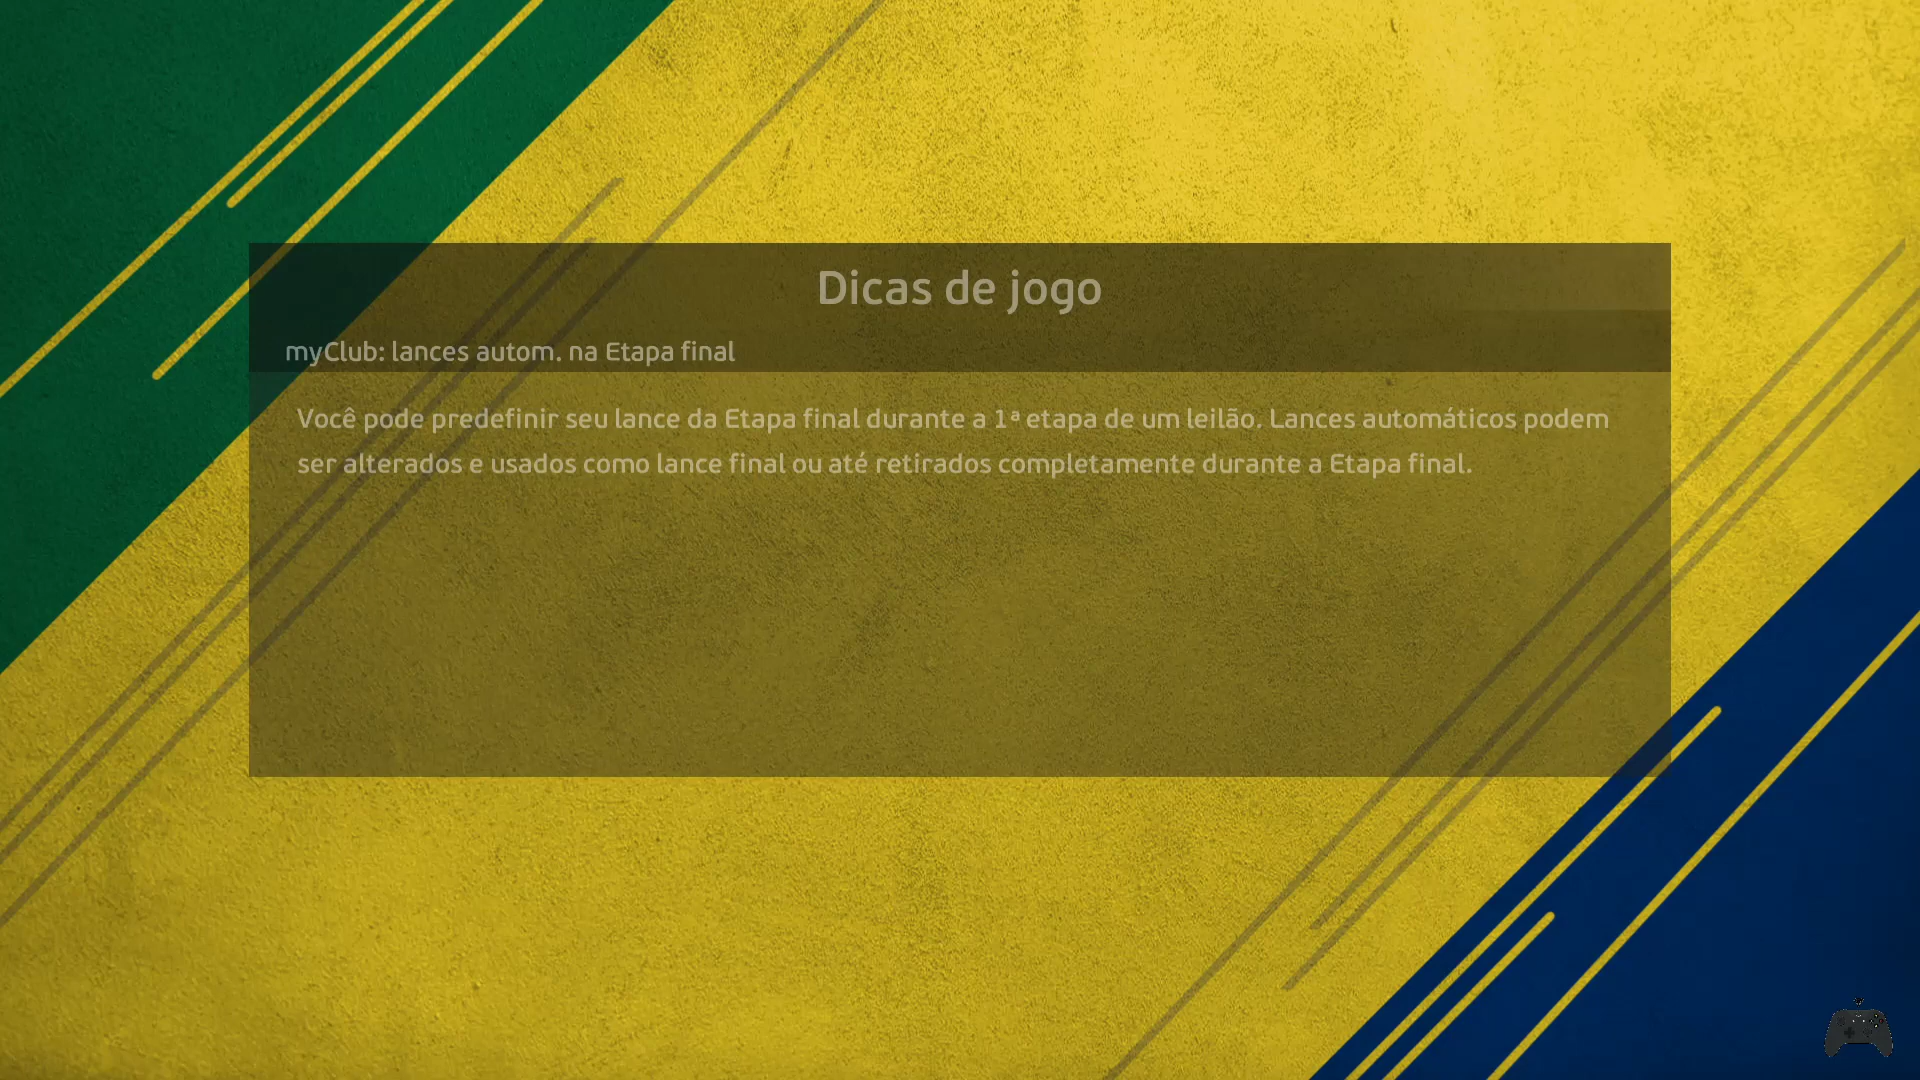 Dicas de jogo
myClub: lances autom. na Etapa final
Você pode predefinir seu lance da Etapa final durante a 1ª etapa de um leilão. Lances automáticos podem
ser alterados e usados como lance final ou até retirados completamente durante a Etapa final.